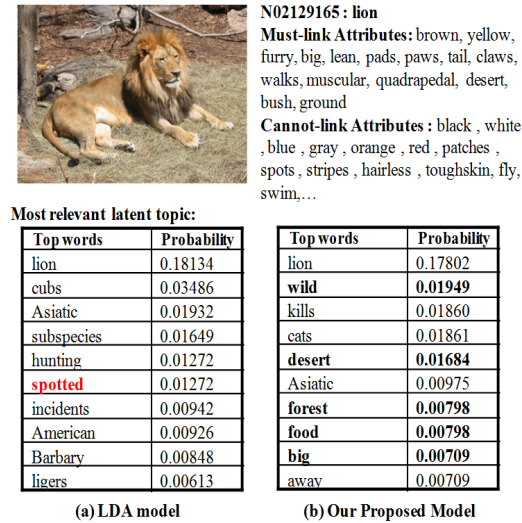 N02129165 : lion
Must-link Attributes: brown, yellow,
furry, big, lean, pads, paws, tail, claws,
walks, muscular, quadrapedal, desert,
bush, ground
Cannot-link Attributes : black , white
, blue , gray , orange , red , patches ,
spots , stripes , hairless , toughskin, fly,
swim,…
Most relevant latent topic:
Top words Probability
lion 0.18134
cubs 0.03486
Asiatic 0.01932
subspecies 0.01649
hunting 0.01272
spotted 0.01272
incidents 0.00942
American 0.00926
Barbary 0.00848
ligers 0.00613
(a) LDA model
Top words Probability
lion 0.17802
wild 0.01949
kills 0.01860
cats 0.01861
desert 0.01684
Asiatic 0.00975
forest 0.00798
food 0.00798
big 0.00709
away 0.00709
(b) Our Proposed Model